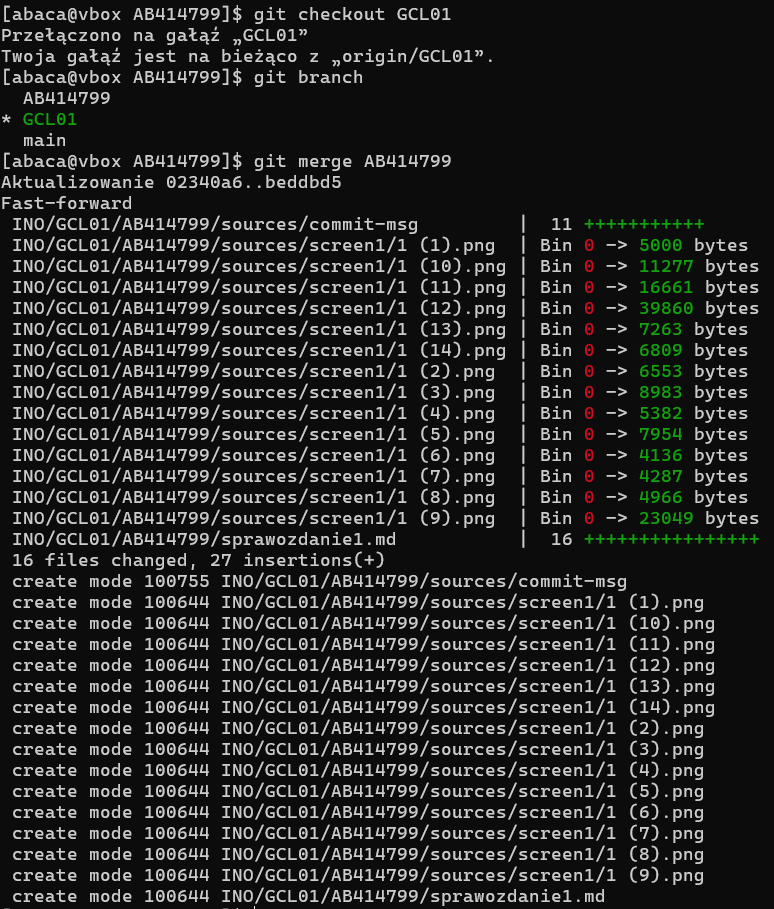 [abaca@vbox AB414799]$ git checkout GCL01
Przełączono na gałąź „GCL01”
Twoja gałąź jest na bieżąco z „origin/GCL01”.
[abaca@vbox AB414799]$ git branch
  AB414799
* GCL01
  main
[abaca@vbox AB414799]$ git merge AB414799
Aktualizowanie 02340a6..beddbd5
Fast-forward
 INO/GCL01/AB414799/sources/commit-msg         |  11 +++++++++++
 INO/GCL01/AB414799/sources/screen1/1 (1).png  | Bin 0 -> 5000 bytes
 INO/GCL01/AB414799/sources/screen1/1 (10).png | Bin 0 -> 11277 bytes
 INO/GCL01/AB414799/sources/screen1/1 (11).png | Bin 0 -> 16661 bytes
 INO/GCL01/AB414799/sources/screen1/1 (12).png | Bin 0 -> 39860 bytes
 INO/GCL01/AB414799/sources/screen1/1 (13).png | Bin 0 -> 7263 bytes
 INO/GCL01/AB414799/sources/screen1/1 (14).png | Bin 0 -> 6809 bytes
 INO/GCL01/AB414799/sources/screen1/1 (2).png  | Bin 0 -> 6553 bytes
 INO/GCL01/AB414799/sources/screen1/1 (3).png  | Bin 0 -> 8983 bytes
 INO/GCL01/AB414799/sources/screen1/1 (4).png  | Bin 0 -> 5382 bytes
 INO/GCL01/AB414799/sources/screen1/1 (5).png  | Bin 0 -> 7954 bytes
 INO/GCL01/AB414799/sources/screen1/1 (6).png  | Bin 0 -> 4136 bytes
 INO/GCL01/AB414799/sources/screen1/1 (7).png  | Bin 0 -> 4287 bytes
 INO/GCL01/AB414799/sources/screen1/1 (8).png  | Bin 0 -> 4966 bytes
 INO/GCL01/AB414799/sources/screen1/1 (9).png  | Bin 0 -> 23049 bytes
 INO/GCL01/AB414799/sprawozdanie1.md           |  16 ++++++++++++++++
 16 files changed, 27 insertions(+)
 create mode 100755 INO/GCL01/AB414799/sources/commit-msg
 create mode 100644 INO/GCL01/AB414799/sources/screen1/1 (1).png
 create mode 100644 INO/GCL01/AB414799/sources/screen1/1 (10).png
 create mode 100644 INO/GCL01/AB414799/sources/screen1/1 (11).png
 create mode 100644 INO/GCL01/AB414799/sources/screen1/1 (12).png
 create mode 100644 INO/GCL01/AB414799/sources/screen1/1 (13).png
 create mode 100644 INO/GCL01/AB414799/sources/screen1/1 (14).png
 create mode 100644 INO/GCL01/AB414799/sources/screen1/1 (2).png
 create mode 100644 INO/GCL01/AB414799/sources/screen1/1 (3).png
 create mode 100644 INO/GCL01/AB414799/sources/screen1/1 (4).png
 create mode 100644 INO/GCL01/AB414799/sources/screen1/1 (5).png
 create mode 100644 INO/GCL01/AB414799/sources/screen1/1 (6).png
 create mode 100644 INO/GCL01/AB414799/sources/screen1/1 (7).png
 create mode 100644 INO/GCL01/AB414799/sources/screen1/1 (8).png
 create mode 100644 INO/GCL01/AB414799/sources/screen1/1 (9).png
 create mode 100644 INO/GCL01/AB414799/sprawozdanie1.md